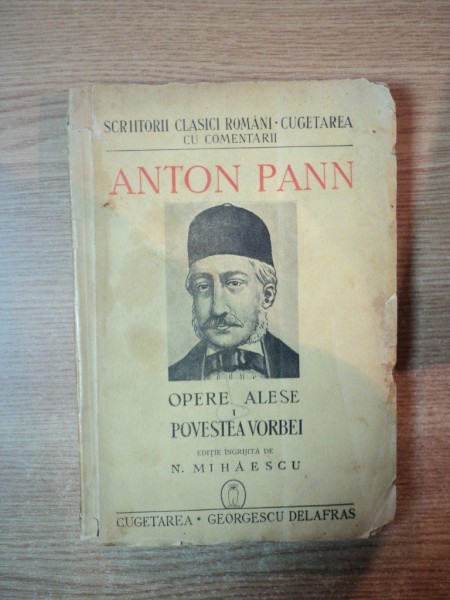 SCRIITORII CLASICI ROMÂNI • CUGETAREA
CU COMENTARII
ANTON PANN
OPERE ALESE
I
POVESTEA VORBEI
EDIȚIE ÎNGRIJITĂ DE
N. MIHĂESCU
CUGETAREA • GEORGESCU DELAFRAS